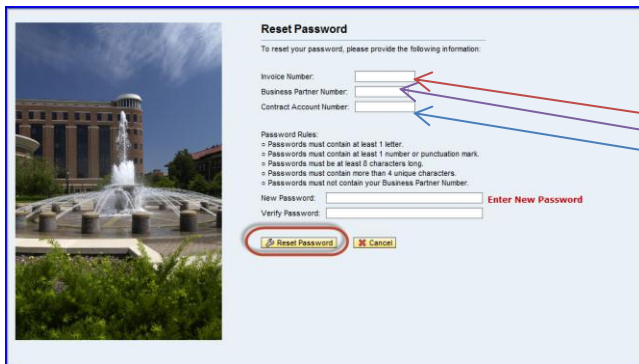 Reset Password
To reset your password, please provide the following information:
Invoice Number:
Business Partner Number:
Contract Account Number:
Password Rules:
¤ Passwords must contain at least 1 letter.
¤ Passwords must contain at least 1 number or punctuation mark.
¤ Passwords must be at least 8 characters long.
¤ Passwords must contain more than 4 unique characters.
¤ Passwords must not contain your Business Partner Number.
New Password: Enter New Password
Verify Password:
Reset Password Cancel